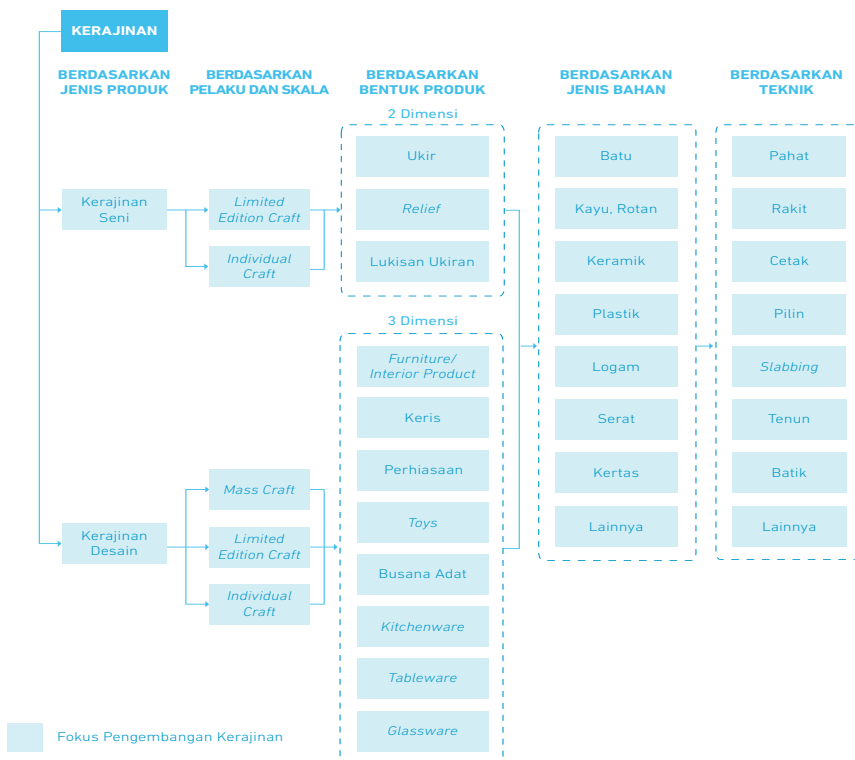 KERAJINAN
BERDASARKAN
JENIS PRODUK
BERDASARKAN
PELAKU DAN SKALA
BERDASARKAN
BENTUK PRODUK
BERDASARKAN
JENIS BAHAN
BERDASARKAN
TEKNIK
Kerajinan
Seni
Kerajinan
Desain
Limited
Edition Craft
Individual
Craft
Mass Craft
Limited
Edition Craft
Individual
Craft
2 Dimensi
Ukir
Relief
Lukisan Ukiran
3 Dimensi
Furniture/
Interior Product
Keris
Perhiasaan
Toys
Busana Adat
Kitchenware
Tableware
Glassware
Batu
Kayu, Rotan
Keramik
Plastik
Logam
Serat
Kertas
Lainnya
Pahat
Rakit
Cetak
Pilin
Slabbing
Tenun
Batik
Lainnya
Fokus Pengembangan Kerajinan